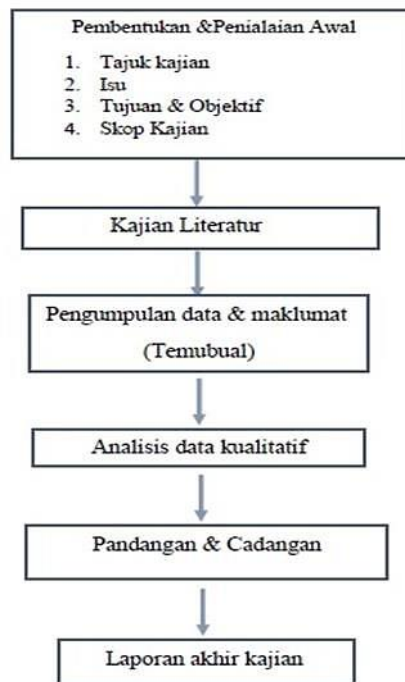 Pembentukan &Penialaian Awal
1. Tajuk kajian
2. Isu
3. Tujuan & Objektif
4. Skop Kajian
Kajian Literatur
Pengumpulan data & maklumat
(Temubual)
Analisis data kualitatif
Pandangan & Cadangan
Laporan akhir kajian